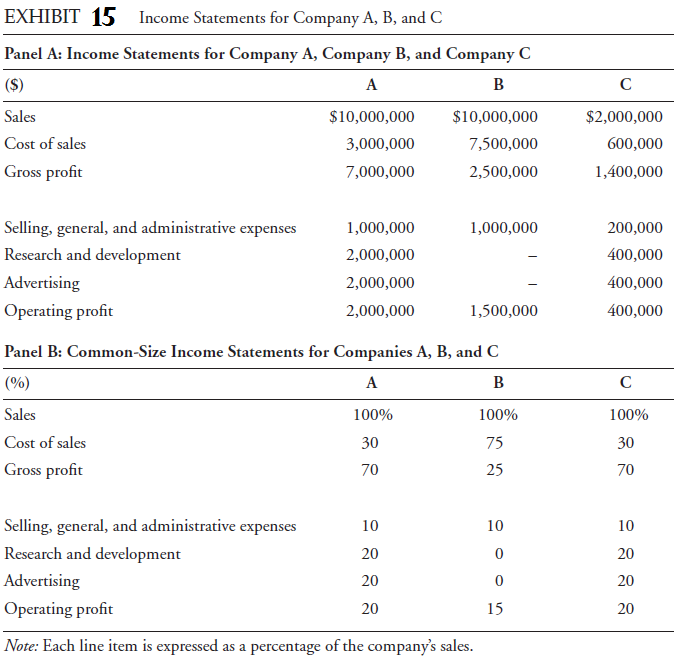 EXHIBIT 15 Income Statements for Company A, B, and C
Panel A: Income Statements for Company A, Company B, and Company C
($) A B C
Sales $10,000,000 $10,000,000 $2,000,000
Cost of sales 3,000,000 7,500,000 600,000
Gross profit 7,000,000 2,500,000 1,400,000
Selling, general, and administrative expenses 1,000,000 1,000,000 200,000
Research and development 2,000,000 – 400,000
Advertising 2,000,000 – 400,000
Operating profit 2,000,000 1,500,000 400,000
Panel B: Common-Size Income Statements for Companies A, B, and C
(%) A B C
Sales 100% 100% 100%
Cost of sales 30 75 30
Gross profit 70 25 70
Selling, general, and administrative expenses 10 10 10
Research and development 20 0 20
Advertising 20 0 20
Operating profit 20 15 20
Note: Each line item is expressed as a percentage of the company’s sales.